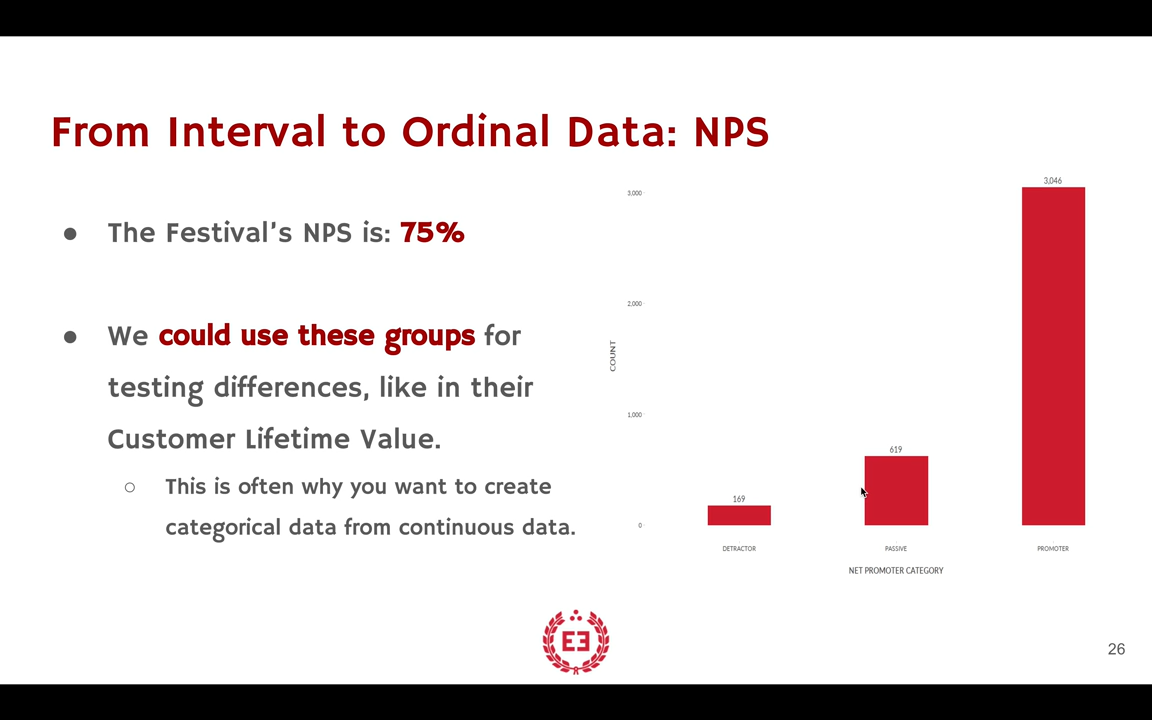 From Interval to Ordinal Data: NPS
● The Festival's NPS is: 75%
● We could use these groups for
testing differences, like in their
Customer Lifetime Value.
○ This is often why you want to create
categorical data from continuous data.
3,046
3,000
2,000
COUNT
1,000
619
169
0
DETRACTOR PASSIVE PROMOTER
NET PROMOTER CATEGORY
E3
26